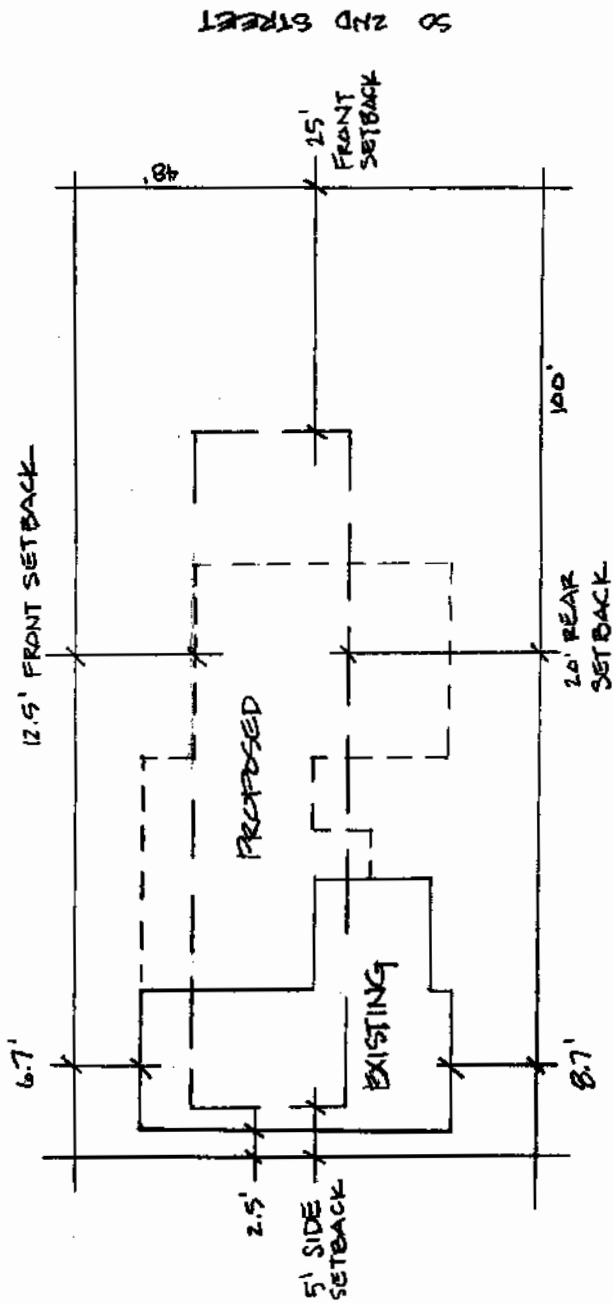 SO 2ND STREET
25'
FRONT
SETBACK
48'
12.5' FRONT SETBACK
100'
20' REAR
SETBACK
PROPOSED
EXISTING
6.7'
8.7'
2.5'
5' SIDE
SETBACK